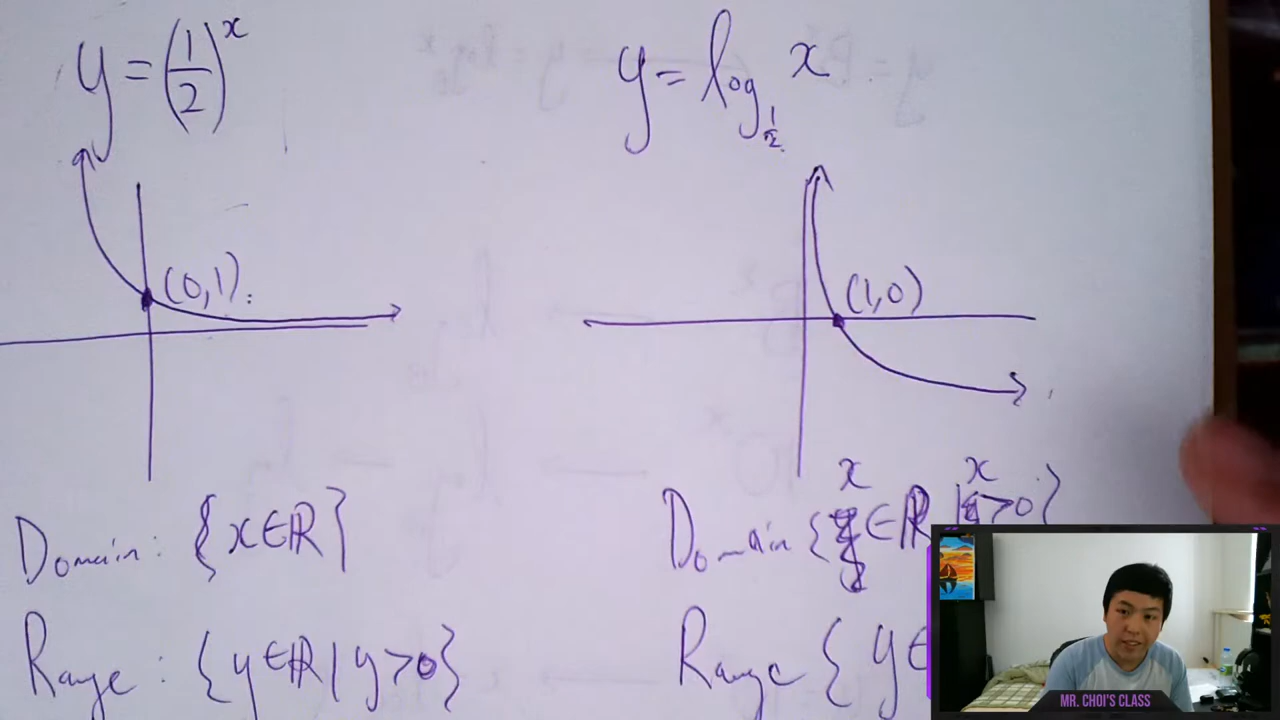 y = (1/2)^x
y = log_{1/2} x
(0,1)
(1,0)
Domain: {x∈ℝ}
x x
Domain {∈ℝ | >0}
Range: {y∈ℝ | y>0}
Range {y∈
MR. CHOI'S CLASS